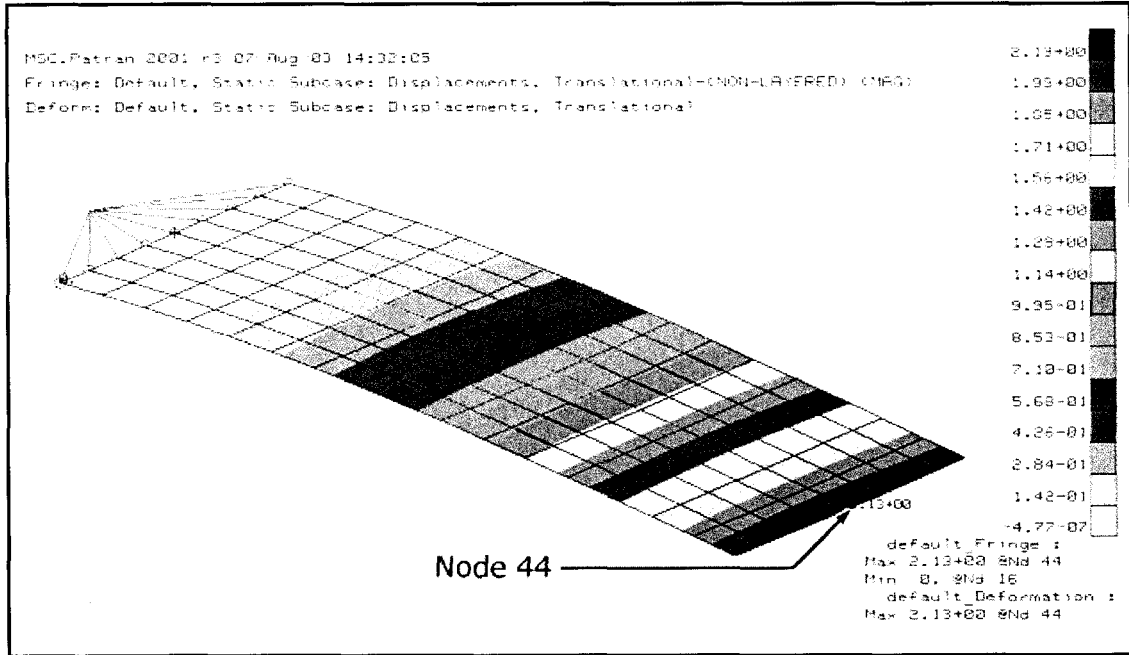 MSC.Patran 2001 r3 07-Aug-03 14:32:05
Fringe: Default, Static Subcase: Displacements, Translational-(NON-LAYERED) (MAG)
Deform: Default, Static Subcase: Displacements, Translational
2.13+00
1.99+00
1.85+00
1.71+00
1.56+00
1.42+00
1.28+00
1.14+00
9.95-01
8.53-01
7.10-01
5.68-01
4.26-01
2.84-01
1.42-01
-4.77-07
2.13+00
default_Fringe :
Max 2.13+00 @Nd 44
Min 0. @Nd 16
default_Deformation :
Max 2.13+00 @Nd 44
Node 44